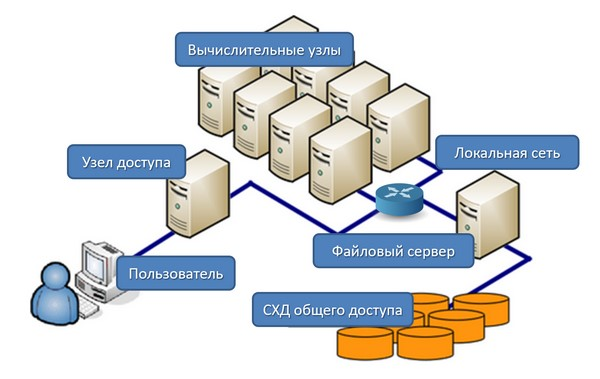 Вычислительные узлы
Узел доступа
Локальная сеть
Файловый сервер
Пользователь
СХД общего доступа